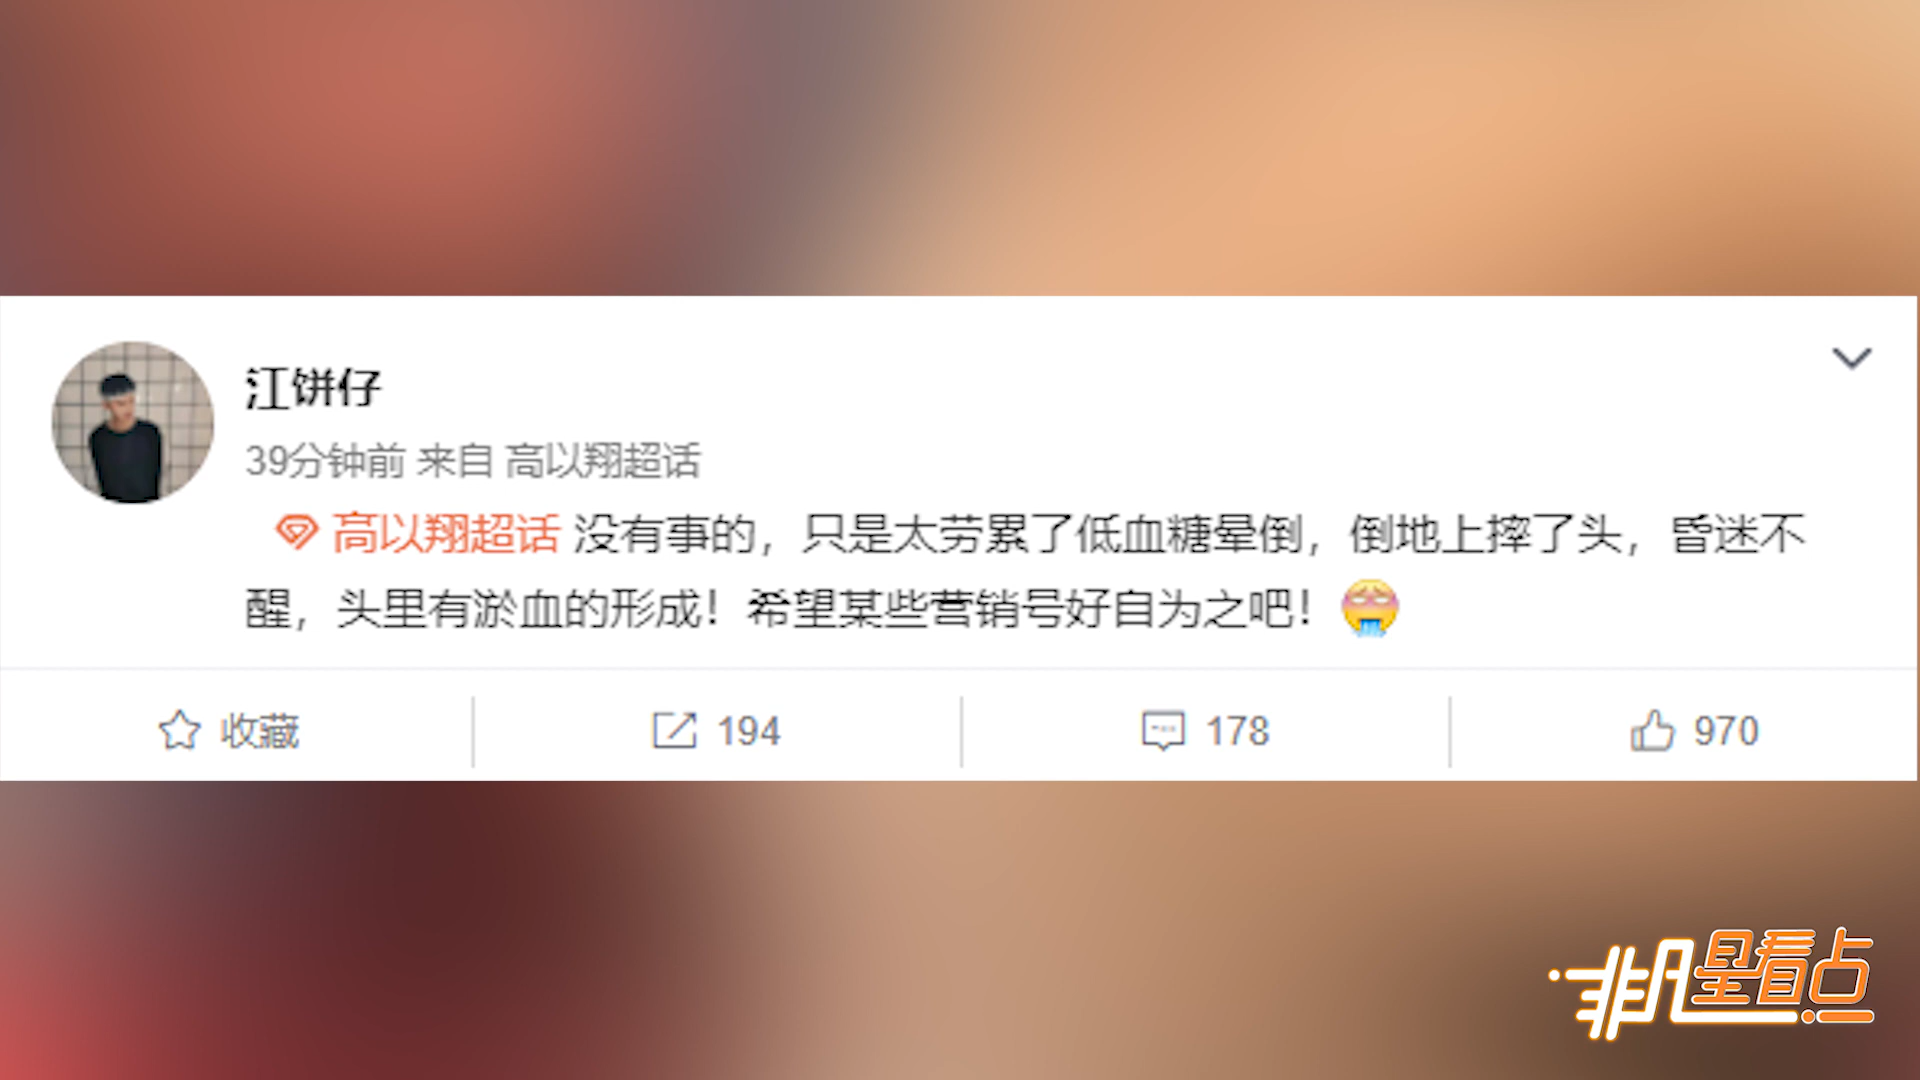 江饼仔
39分钟前 来自 高以翔超话
高以翔超话 没有事的，只是太劳累了低血糖晕倒，倒地上摔了头，昏迷不
醒，头里有淤血的形成！希望某些营销号好自为之吧！
收藏 194 178 970
非凡星看点